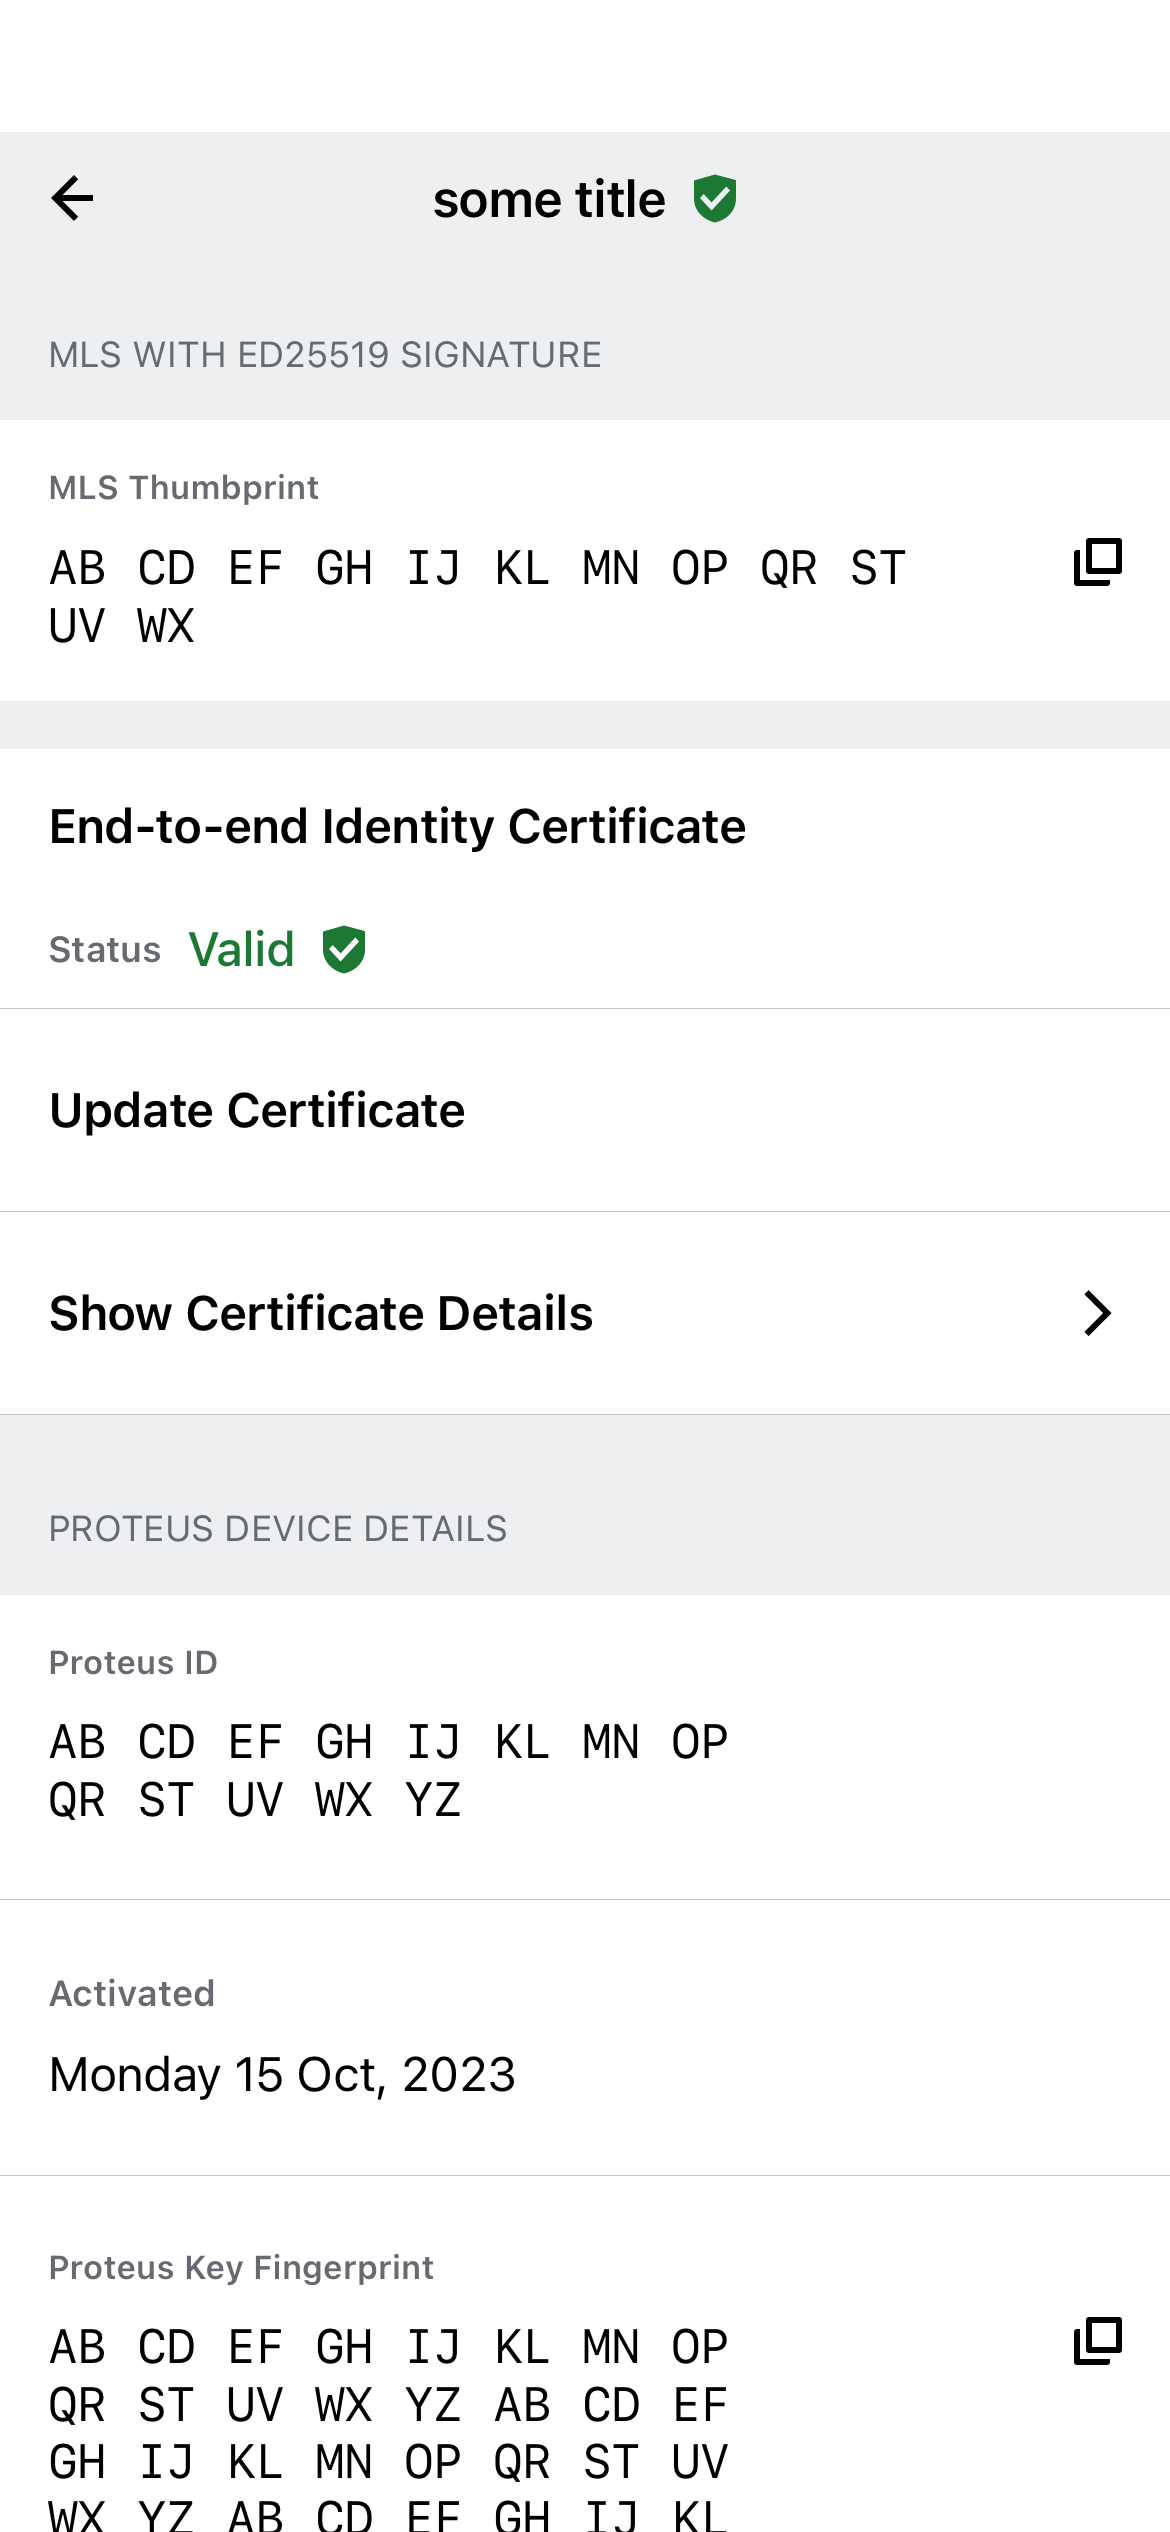 some title
MLS WITH ED25519 SIGNATURE
MLS Thumbprint
AB CD EF GH IJ KL MN OP QR ST
UV WX
End-to-end Identity Certificate
Status Valid
Update Certificate
Show Certificate Details
PROTEUS DEVICE DETAILS
Proteus ID
AB CD EF GH IJ KL MN OP
QR ST UV WX YZ
Activated
Monday 15 Oct, 2023
Proteus Key Fingerprint
AB CD EF GH IJ KL MN OP
QR ST UV WX YZ AB CD EF
GH IJ KL MN OP QR ST UV
WX YZ AB CD EF GH IJ KL